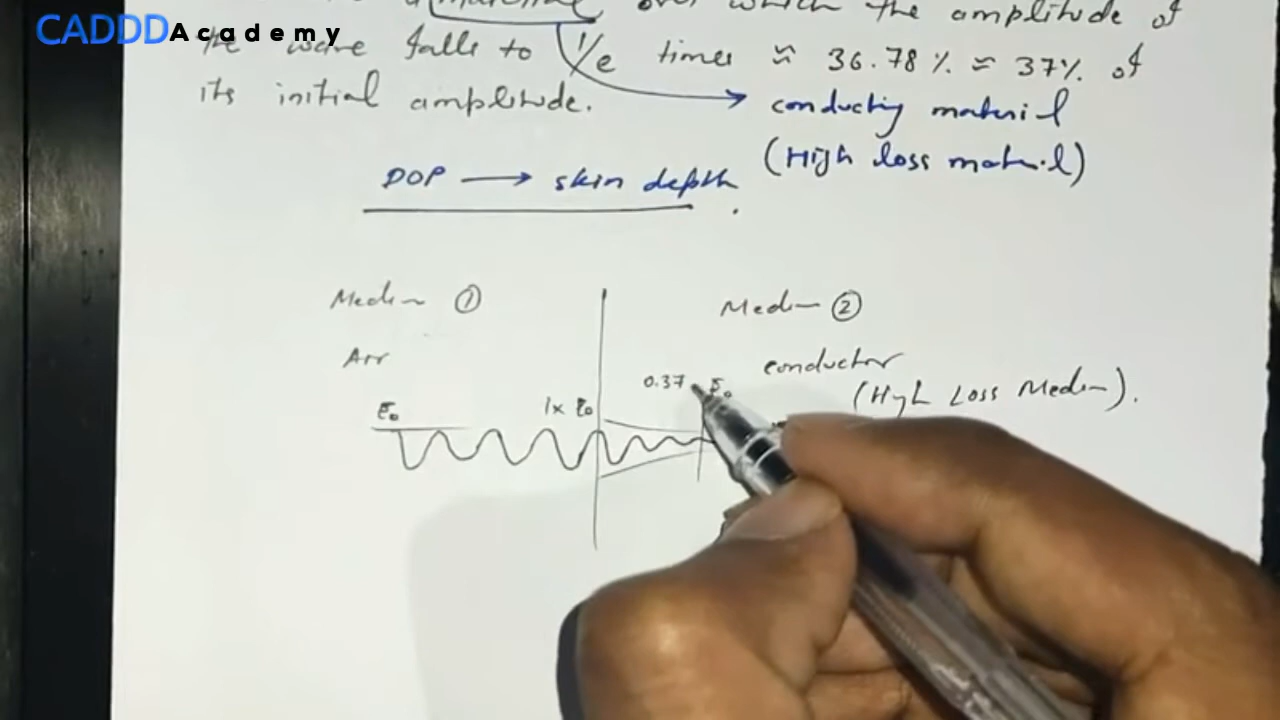 CADDD Academy
over which the amplitude of
the wave falls to 1/e times ≈ 36.78 % ≈ 37% of
its initial amplitude.
conducting material
(High loss material)
DOP → skin depth
Medium ①
Medium ②
Air
conductor
(High Loss Medium).
0.37 E₀
E₀
1x E₀